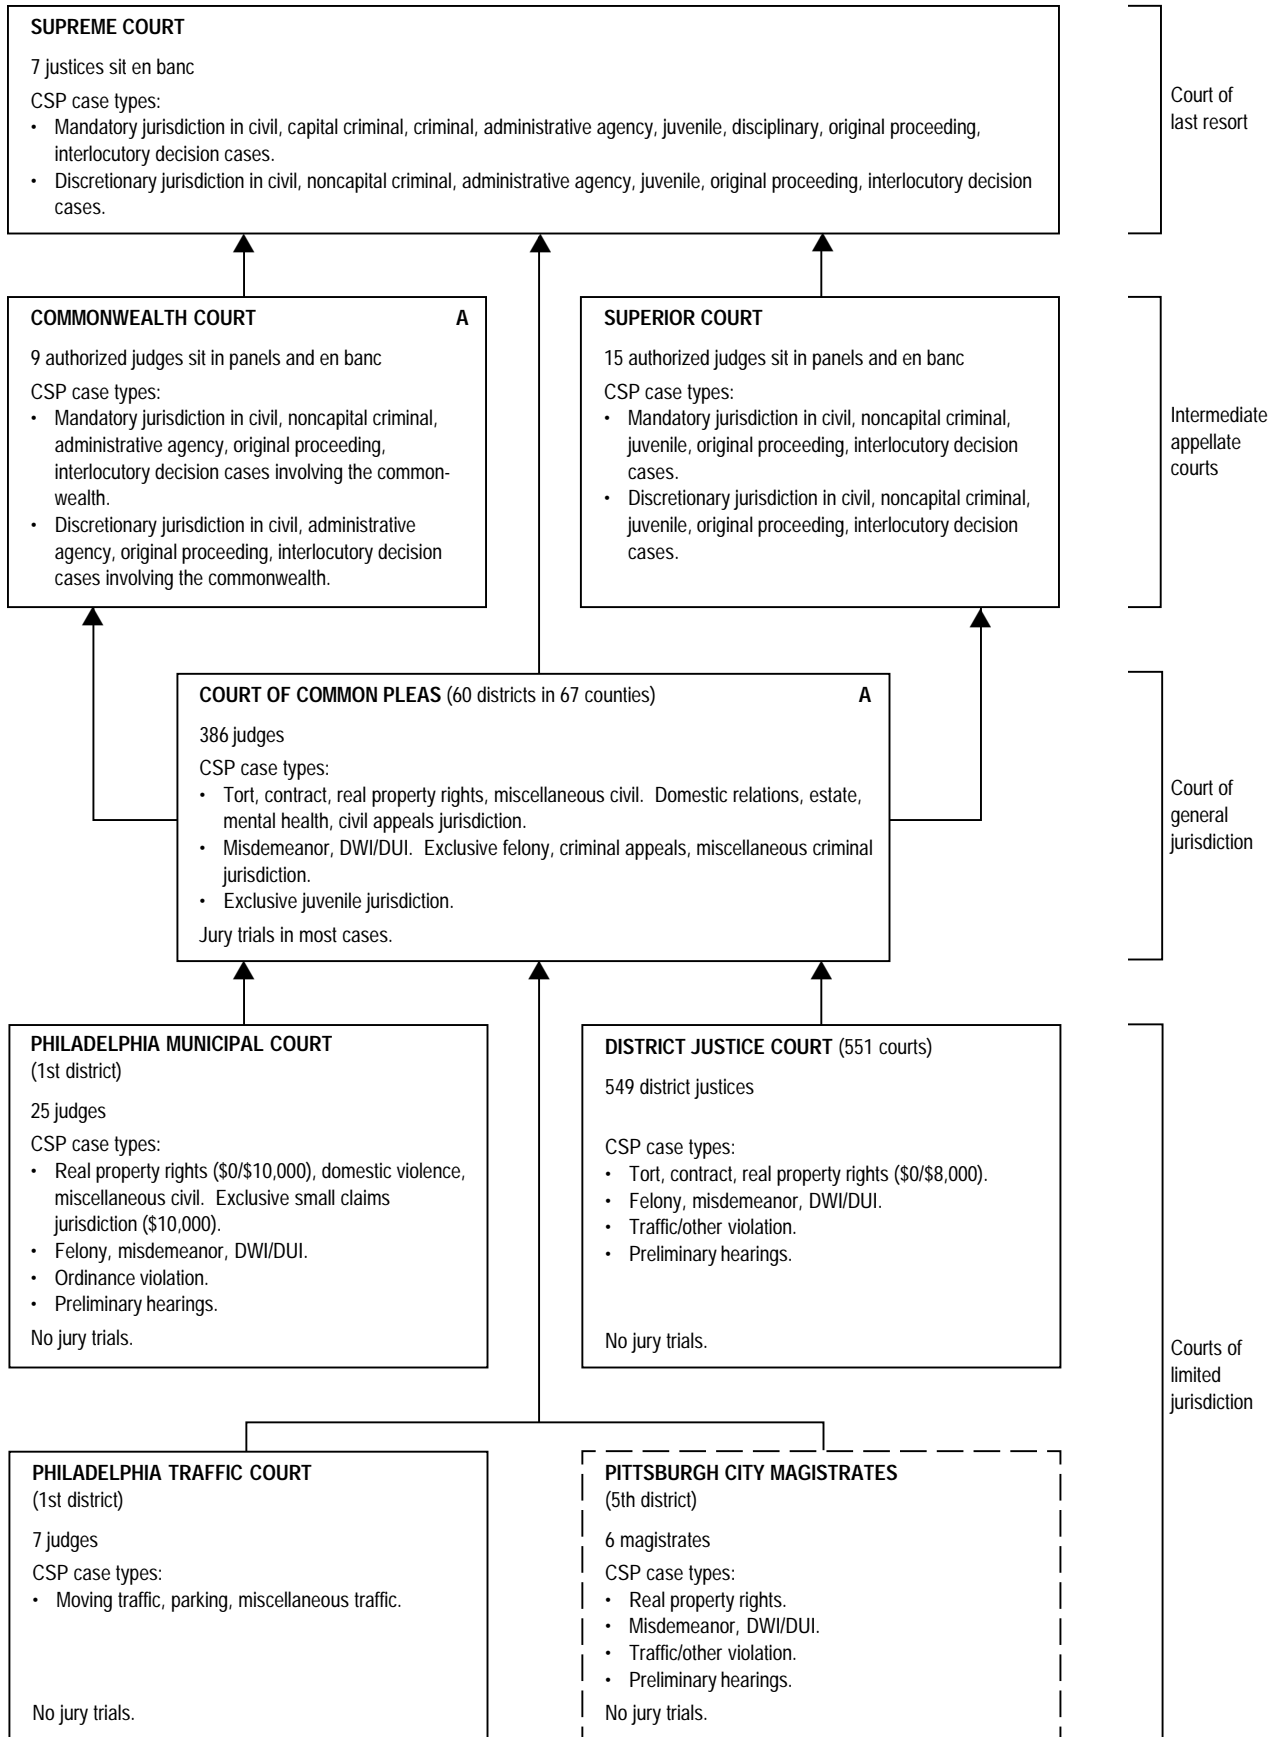 SUPREME COURT
7 justices sit en banc
CSP case types:
• Mandatory jurisdiction in civil, capital criminal, criminal, administrative agency, juvenile, disciplinary, original proceeding,
interlocutory decision cases.
• Discretionary jurisdiction in civil, noncapital criminal, administrative agency, juvenile, original proceeding, interlocutory decision
cases.
Court of
last resort
COMMONWEALTH COURT A
9 authorized judges sit in panels and en banc
CSP case types:
• Mandatory jurisdiction in civil, noncapital criminal,
administrative agency, original proceeding,
interlocutory decision cases involving the common-
wealth.
• Discretionary jurisdiction in civil, administrative
agency, original proceeding, interlocutory decision
cases involving the commonwealth.
SUPERIOR COURT
15 authorized judges sit in panels and en banc
CSP case types:
• Mandatory jurisdiction in civil, noncapital criminal,
juvenile, original proceeding, interlocutory decision
cases.
• Discretionary jurisdiction in civil, noncapital criminal,
juvenile, original proceeding, interlocutory decision
cases.
Intermediate
appellate
courts
COURT OF COMMON PLEAS (60 districts in 67 counties) A
386 judges
CSP case types:
• Tort, contract, real property rights, miscellaneous civil. Domestic relations, estate,
mental health, civil appeals jurisdiction.
• Misdemeanor, DWI/DUI. Exclusive felony, criminal appeals, miscellaneous criminal
jurisdiction.
• Exclusive juvenile jurisdiction.
Jury trials in most cases.
Court of
general
jurisdiction
PHILADELPHIA MUNICIPAL COURT
(1st district)
25 judges
CSP case types:
• Real property rights ($0/$10,000), domestic violence,
miscellaneous civil. Exclusive small claims
jurisdiction ($10,000).
• Felony, misdemeanor, DWI/DUI.
• Ordinance violation.
• Preliminary hearings.
No jury trials.
DISTRICT JUSTICE COURT (551 courts)
549 district justices
CSP case types:
• Tort, contract, real property rights ($0/$8,000).
• Felony, misdemeanor, DWI/DUI.
• Traffic/other violation.
• Preliminary hearings.
No jury trials.
Courts of
limited
jurisdiction
PHILADELPHIA TRAFFIC COURT
(1st district)
7 judges
CSP case types:
• Moving traffic, parking, miscellaneous traffic.
No jury trials.
PITTSBURGH CITY MAGISTRATES
(5th district)
6 magistrates
CSP case types:
• Real property rights.
• Misdemeanor, DWI/DUI.
• Traffic/other violation.
• Preliminary hearings.
No jury trials.